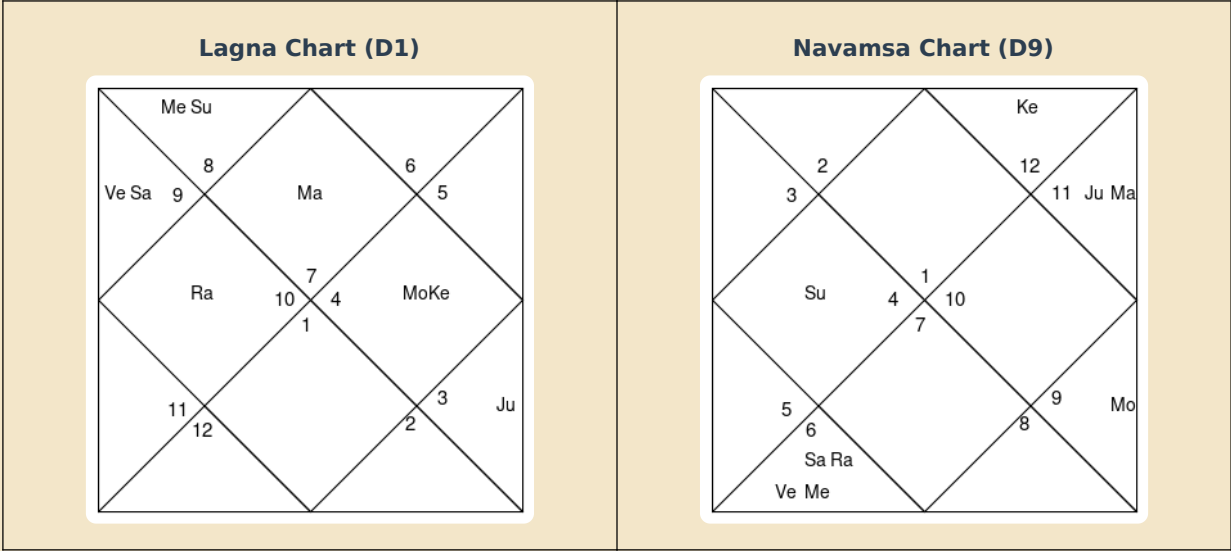 Lagna Chart (D1)
Me Su
8
6
Ve Sa 9
Ma
5
7
Ra
10
4
MoKe
1
3
Ju
11
2
12
Navamsa Chart (D9)
Ke
2
12
3
11 Ju Ma
1
Su
4
10
7
9
Mo
5
8
6
Sa Ra
Ve Me